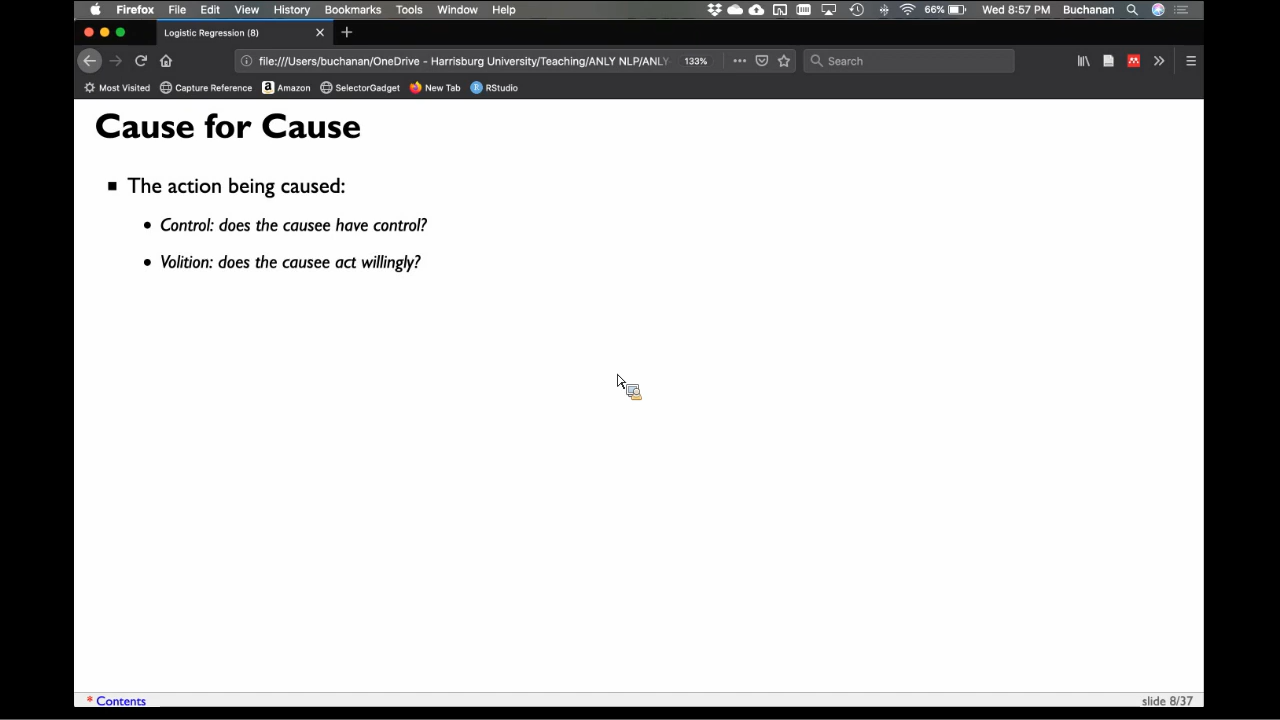 Firefox File Edit View History Bookmarks Tools Window Help 66% Wed 8:57 PM Buchanan
Logistic Regression (8)
file:///Users/buchanan/OneDrive - Harrisburg University/Teaching/ANLY NLP/ANLY 133% Search
Most Visited Capture Reference Amazon SelectorGadget New Tab RStudio
Cause for Cause
The action being caused:
Control: does the causee have control?
Volition: does the causee act willingly?
* Contents slide 8/37